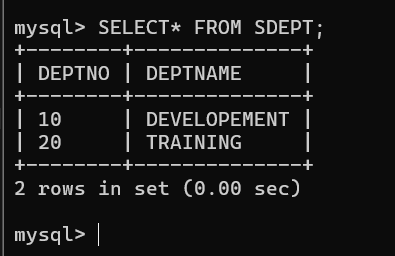 mysql> SELECT* FROM SDEPT;
+--------+--------------+
| DEPTNO | DEPTNAME     |
+--------+--------------+
| 10     | DEVELOPEMENT |
| 20     | TRAINING     |
+--------+--------------+
2 rows in set (0.00 sec)
mysql>